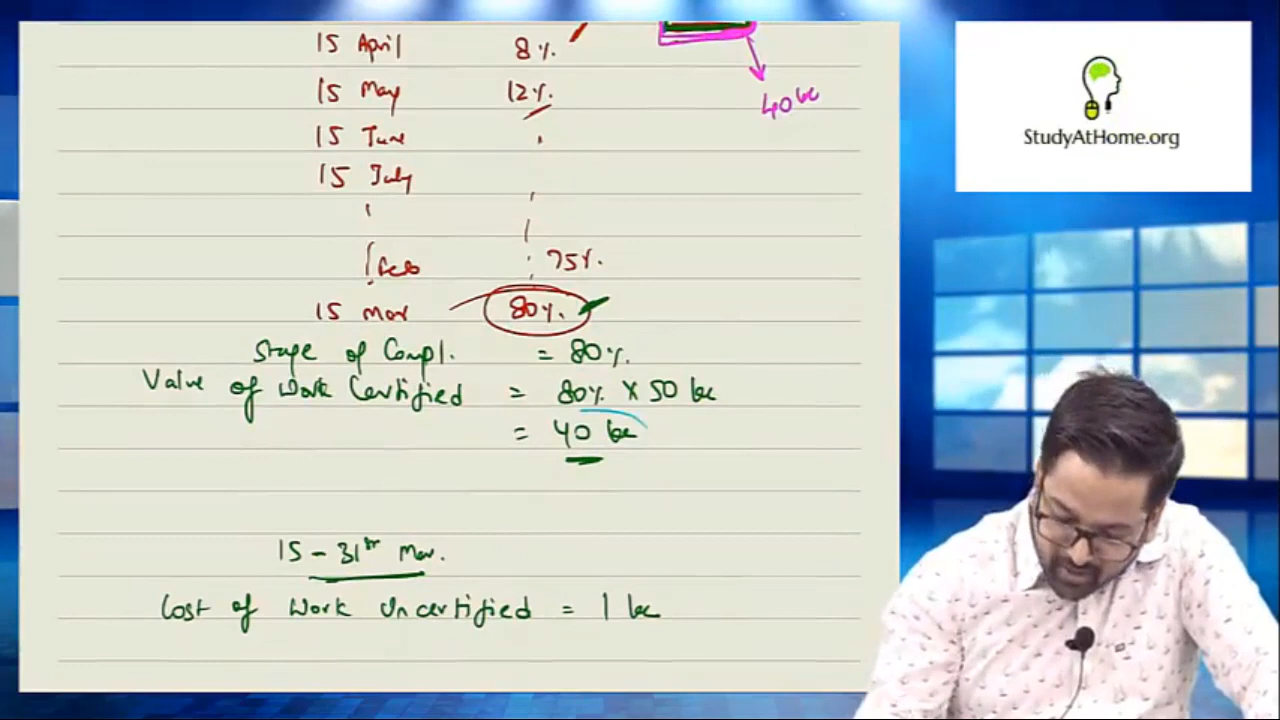 15 April 8%.
15 May 12%.
40 lac
15 June
15 July
Feb 75%.
15 Mar 80%.
Stage of Compl. = 80%.
Value of Work Certified = 80% x 50 lac
= 40 lac
15 - 31st Mar.
Cost of Work Uncertified = 1 lac
StudyAtHome.org